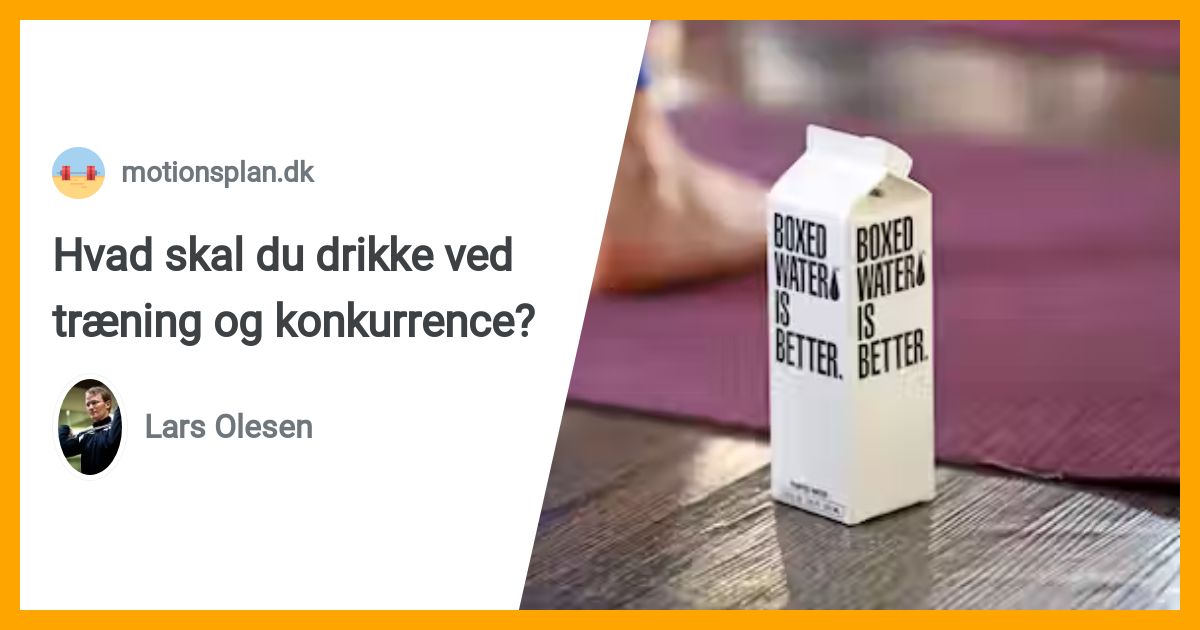 motionsplan.dk
Hvad skal du drikke ved
træning og konkurrence?
Lars Olesen
BOXED
WATER
IS
BETTER.
BOXED
WATER
IS
BETTER.